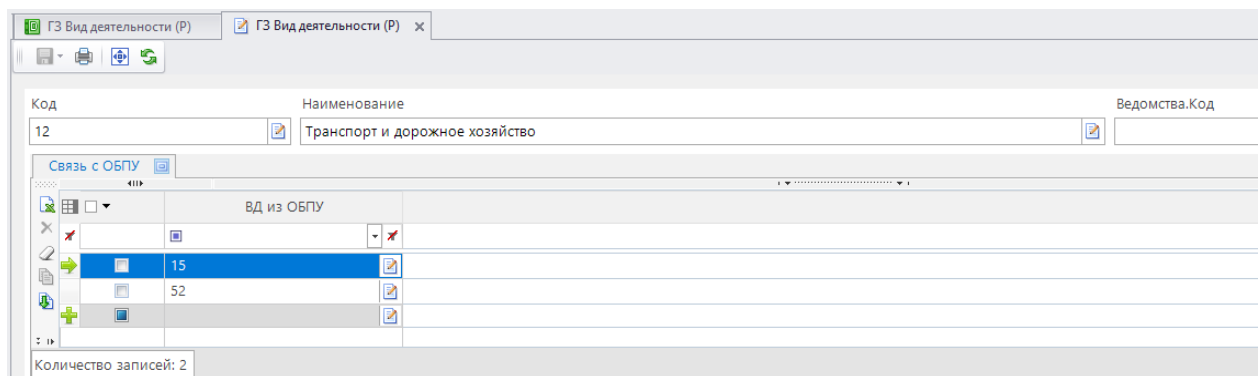 ГЗ Вид деятельности (Р) ГЗ Вид деятельности (Р)
Код Наименование Ведомства.Код
12 Транспорт и дорожное хозяйство
Связь с ОБПУ
ВД из ОБПУ
15
52
Количество записей: 2